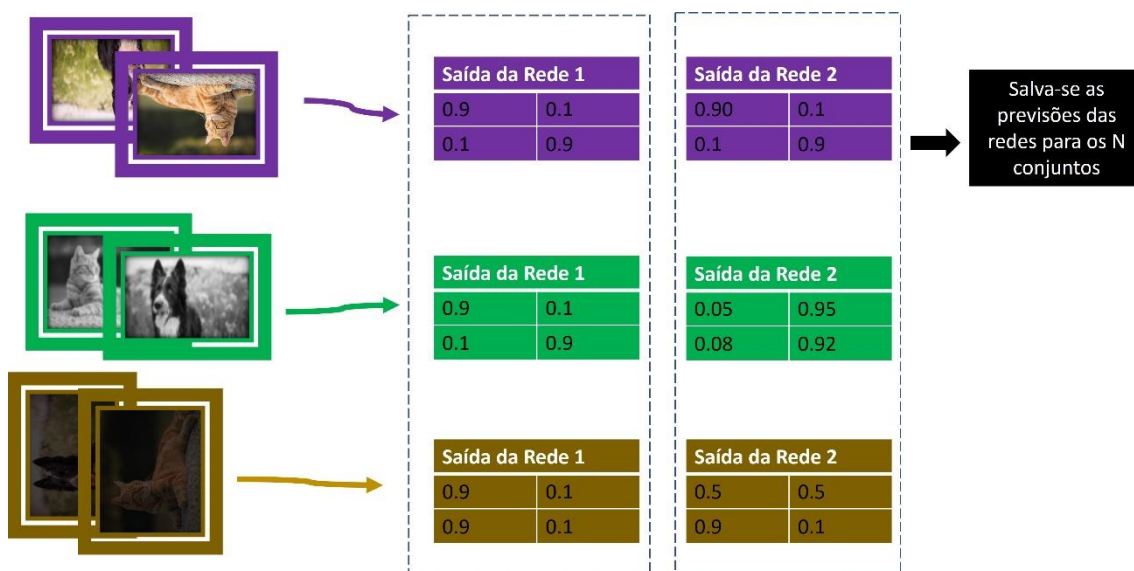 Saída da Rede 1
0.9 0.1
0.1 0.9
Saída da Rede 2
0.90 0.1
0.1 0.9
Salva-se as
previsões das
redes para os N
conjuntos
Saída da Rede 1
0.9 0.1
0.1 0.9
Saída da Rede 2
0.05 0.95
0.08 0.92
Saída da Rede 1
0.9 0.1
0.9 0.1
Saída da Rede 2
0.5 0.5
0.9 0.1